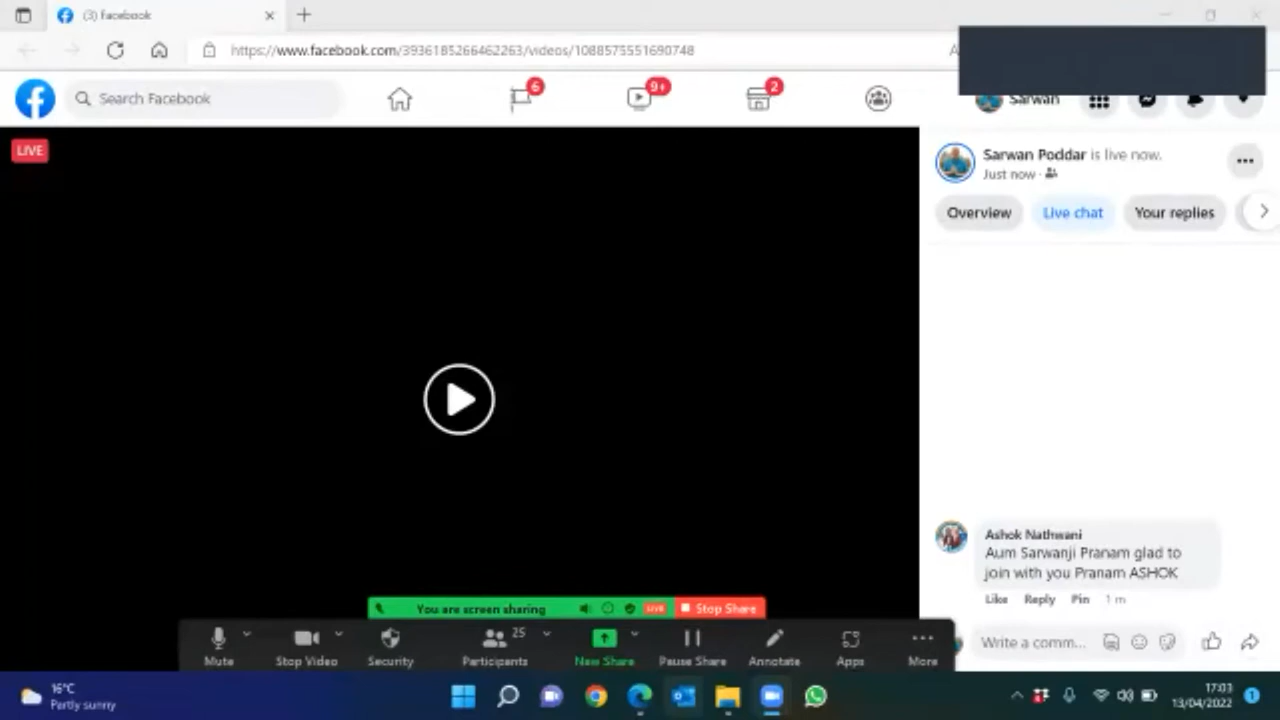 (3) Facebook
https://www.facebook.com/3936185266462263/videos/1088575551690748
Search Facebook
6
9+
2
Sarwan
LIVE
Sarwan Poddar is live now.
Just now
Overview
Live chat
Your replies
Ashok Nathwani
Aum Sarwanji Pranam glad to
join with you Pranam ASHOK
Like Reply Pin 1 m
Write a comm...
You are screen sharing
LIVE
Stop Share
25
Mute
Stop Video
Security
Participants
New Share
Pause Share
Annotate
Apps
More
16°C
Partly sunny
17:03
13/04/2022
1